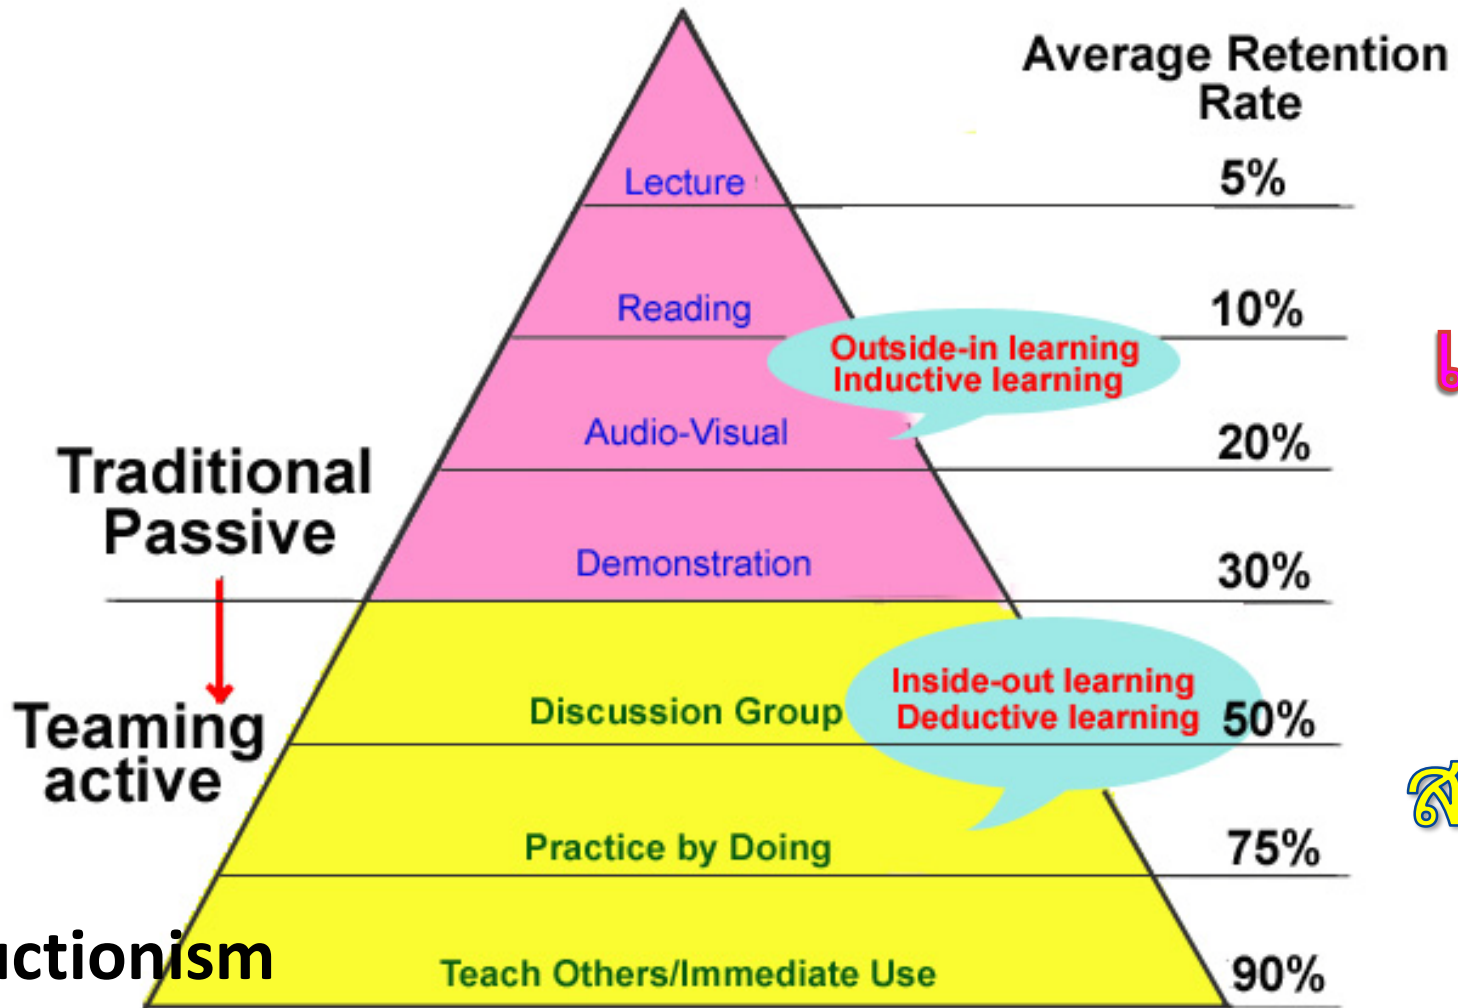 Average Retention
Rate
Lecture
5%
Reading
10%
Outside-in learning
Inductive learning
Audio-Visual
20%
Traditional
Passive
Demonstration
30%
Inside-out learning
Deductive learning
Discussion Group
50%
Teaming
active
Practice by Doing
75%
Teach Others/Immediate Use
90%